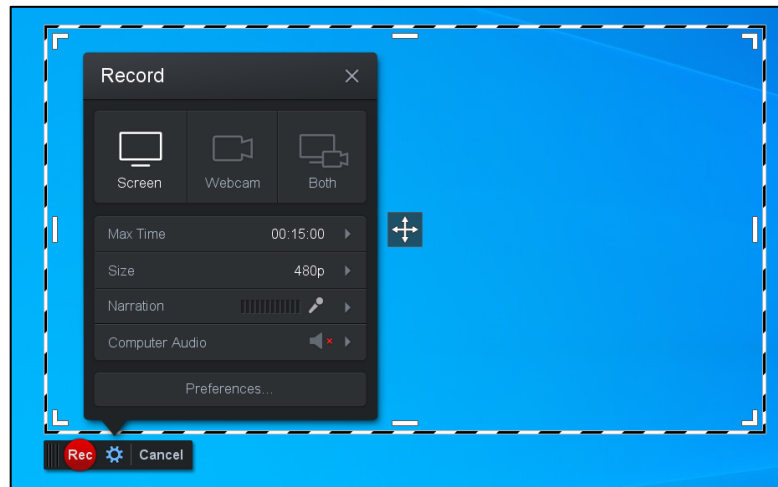 Record
Screen Webcam Both
Max Time 00:15:00
Size 480p
Narration
Computer Audio
Preferences...
Rec Cancel